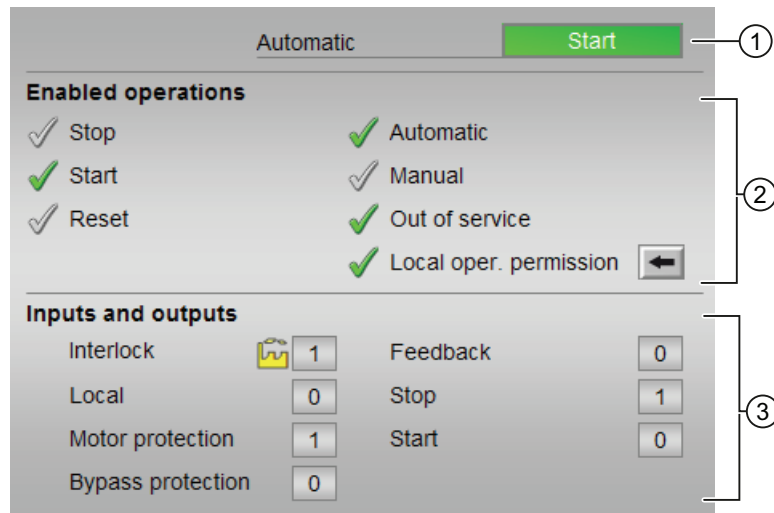 Automatic Start
1
Enabled operations
Stop Automatic
Start Manual
Reset Out of service
Local oper. permission
2
Inputs and outputs
Interlock 1 Feedback 0
Local 0 Stop 1
Motor protection 1 Start 0
Bypass protection 0
3